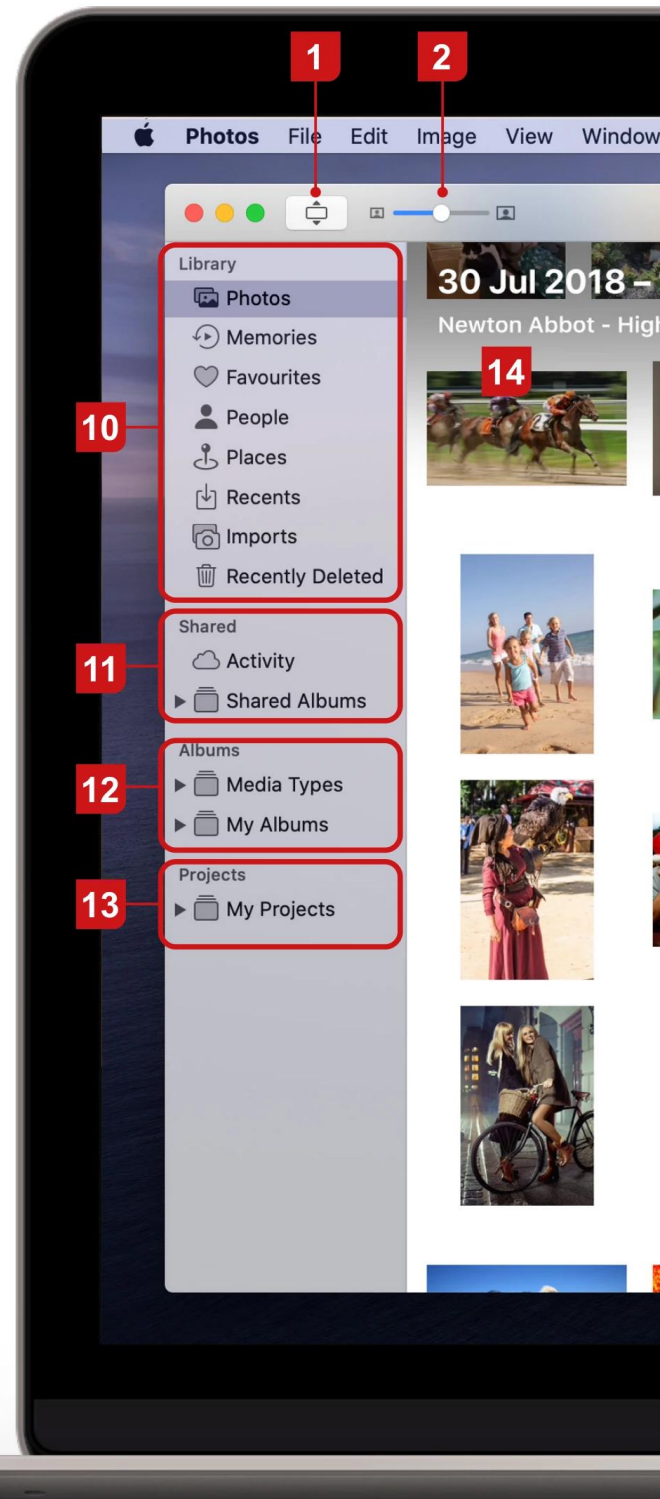 1
2
Photos File Edit Image View Window
Library
Photos
Memories
Favourites
People
Places
Recents
Imports
Recently Deleted
10
Shared
Activity
Shared Albums
11
Albums
Media Types
My Albums
12
Projects
My Projects
13
30 Jul 2018 –
Newton Abbot - High
14